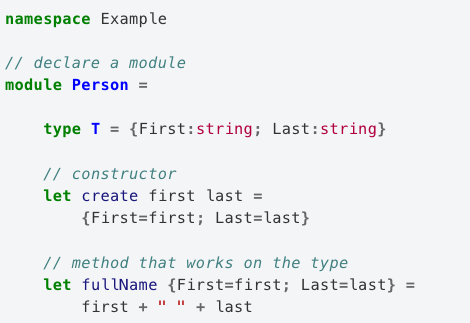 namespace Example

// declare a module
module Person =

    type T = {First:string; Last:string}

    // constructor
    let create first last =
        {First=first; Last=last}

    // method that works on the type
    let fullName {First=first; Last=last} =
        first + " " + last